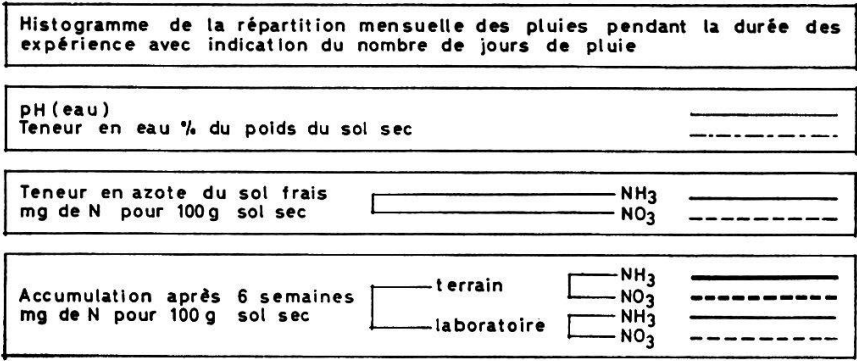 Histogramme de la répartition mensuelle des pluies pendant la durée des
expérience avec indication du nombre de jours de pluie
pH (eau)
Teneur en eau % du poids du sol sec
Teneur en azote du sol frais
mg de N pour 100 g sol sec
NH3
NO3
Accumulation après 6 semaines
mg de N pour 100 g sol sec
terrain
NH3
NO3
laboratoire
NH3
NO3